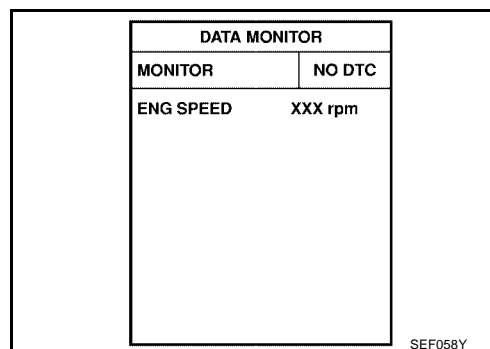 DATA MONITOR
MONITOR NO DTC
ENG SPEED XXX rpm
SEF058Y